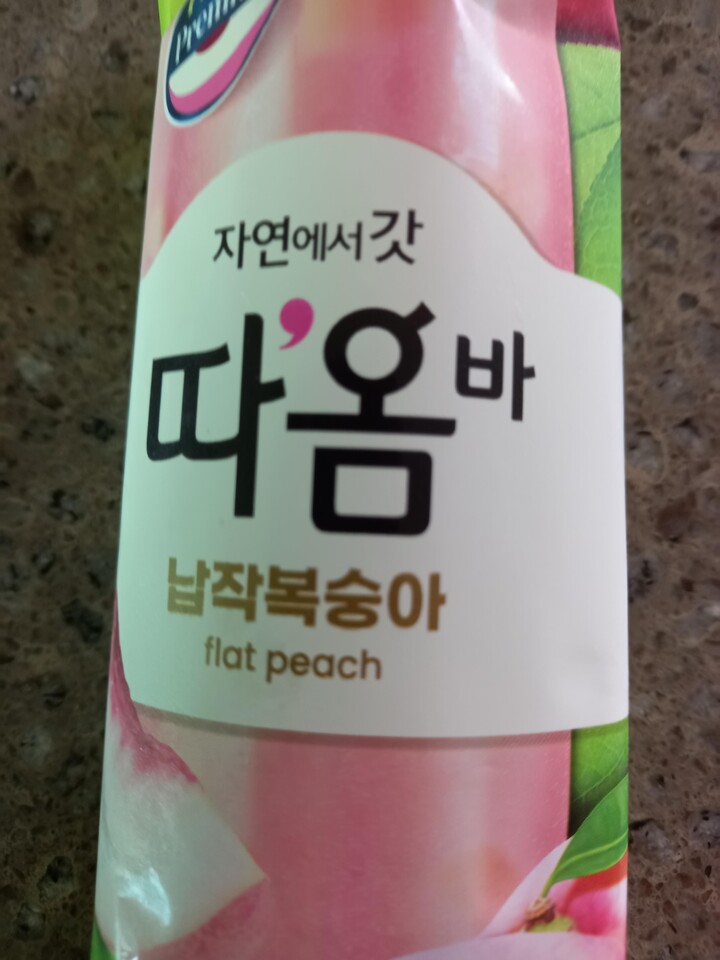 자연에서 갓
따'옴바
납작복숭아
flat peach